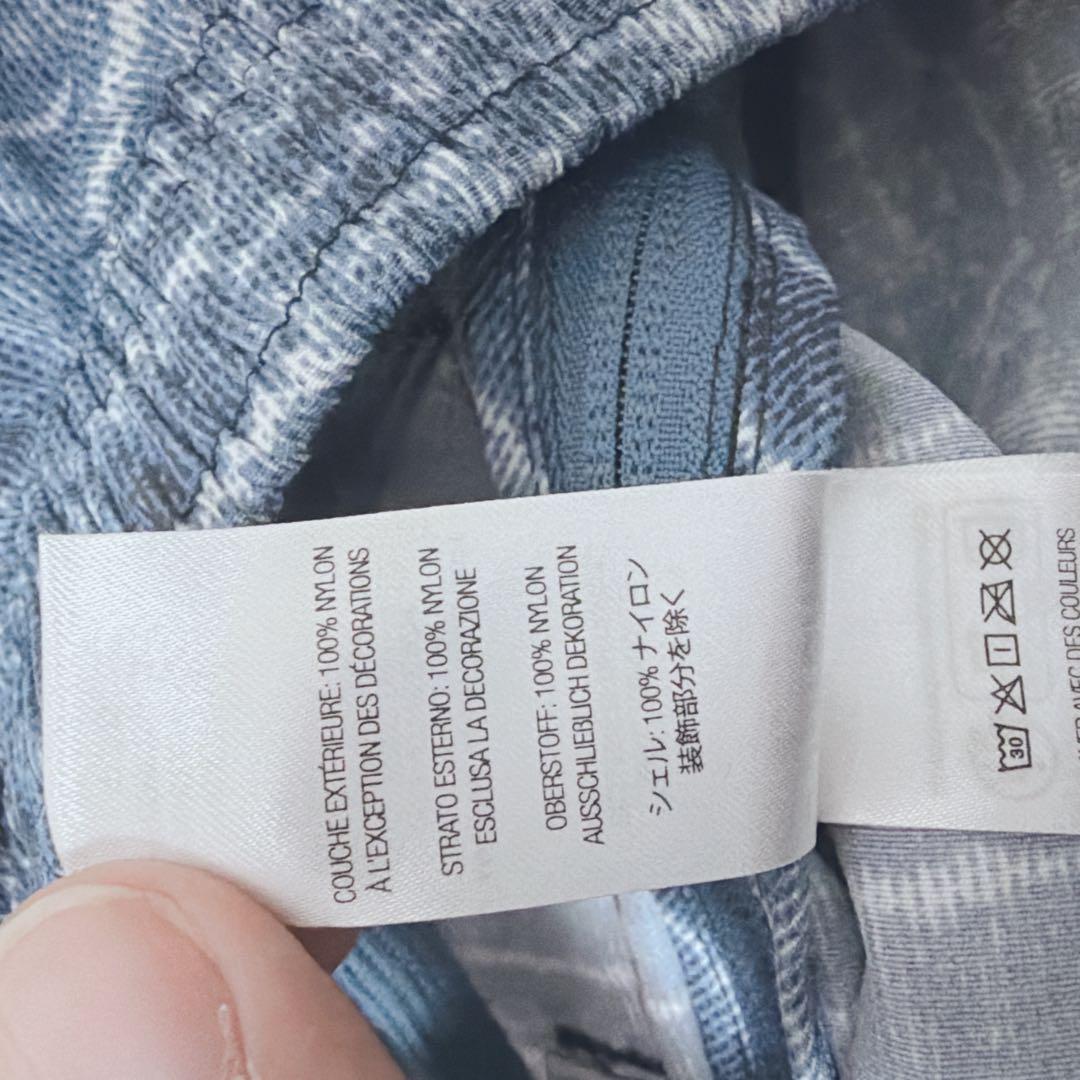 COUCHE EXTÉRIEURE: 100% NYLON
A L'EXCEPTION DES DÉCORATIONS
STRATO ESTERNO: 100% NYLON
ESCLUSA LA DECORAZIONE
OBERSTOFF: 100% NYLON
AUSSCHLIEBLICH DEKORATION
シェル: 100% ナイロン
装飾部分を除く
30
AVEC DES COULEURS